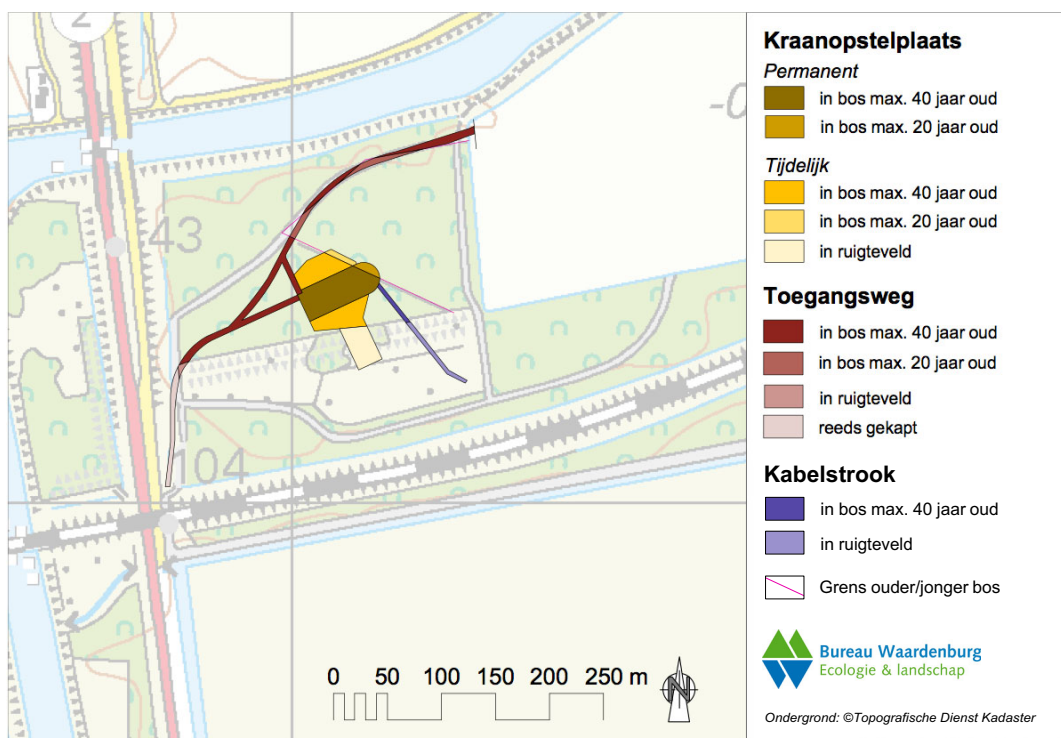 2
-0
43
104
0 50 100 150 200 250 m
N
Kraanopstelplaats
Permanent
in bos max. 40 jaar oud
in bos max. 20 jaar oud
Tijdelijk
in bos max. 40 jaar oud
in bos max. 20 jaar oud
in ruigteveld
Toegangsweg
in bos max. 40 jaar oud
in bos max. 20 jaar oud
in ruigteveld
reeds gekapt
Kabelstrook
in bos max. 40 jaar oud
in ruigteveld
Grens ouder/jonger bos
Bureau Waardenburg
Ecologie & landschap
Ondergrond: ©Topografische Dienst Kadaster